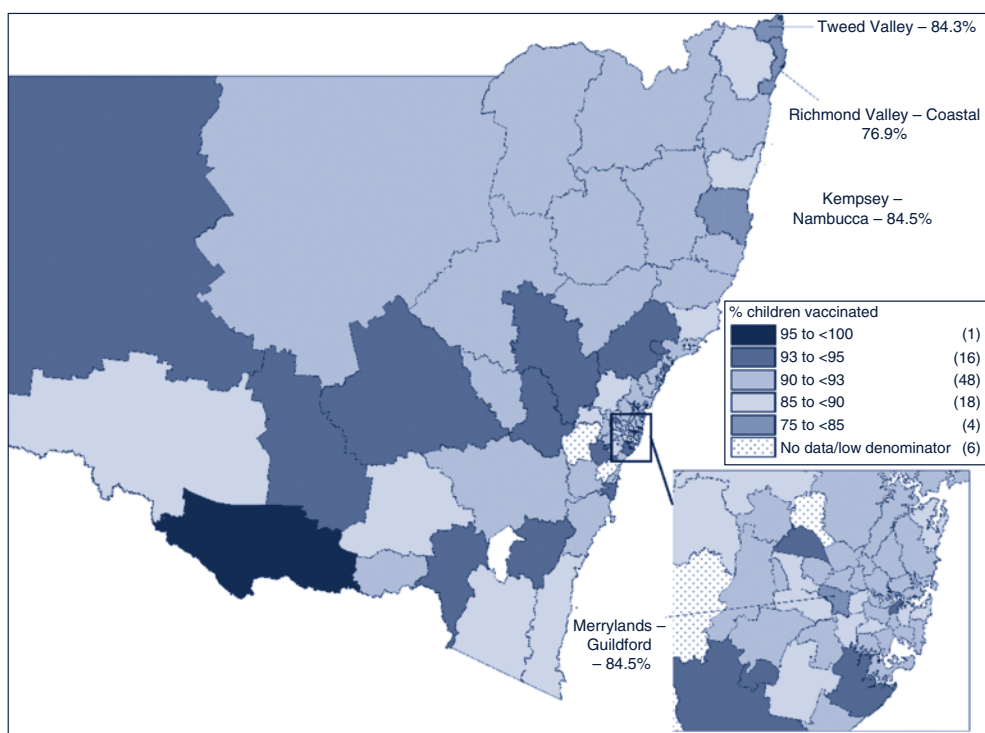 Tweed Valley – 84.3%
Richmond Valley – Coastal
76.9%
Kempsey –
Nambucca – 84.5%
% children vaccinated
95 to <100 (1)
93 to <95 (16)
90 to <93 (48)
85 to <90 (18)
75 to <85 (4)
No data/low denominator (6)
Merrylands –
Guildford
– 84.5%